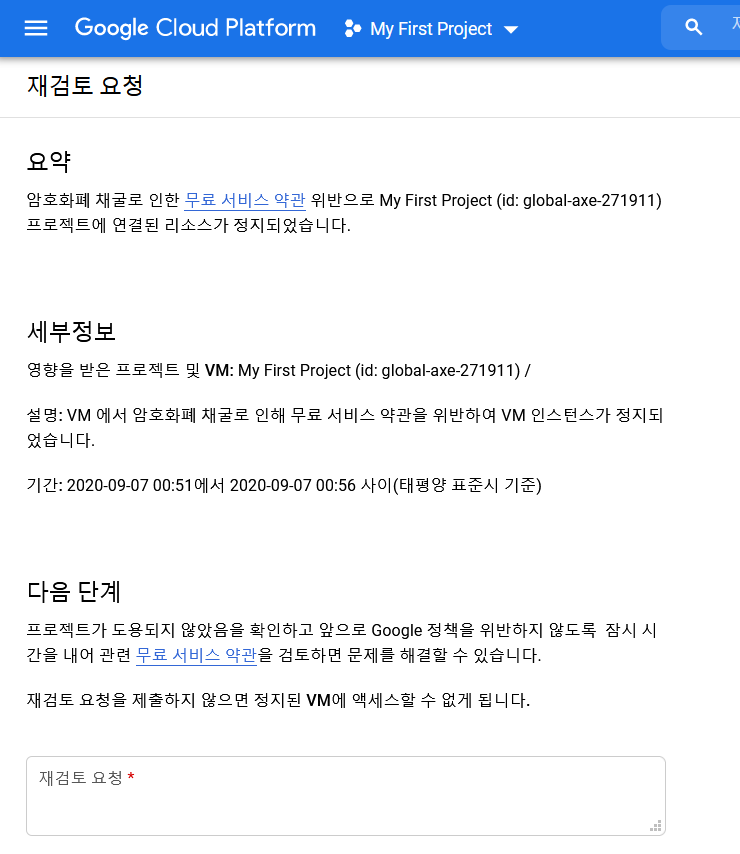 Google Cloud Platform My First Project
재검토 요청
요약
암호화폐 채굴로 인한 무료 서비스 약관 위반으로 My First Project (id: global-axe-271911)
프로젝트에 연결된 리소스가 정지되었습니다.
세부정보
영향을 받은 프로젝트 및 VM: My First Project (id: global-axe-271911) /
설명: VM 에서 암호화폐 채굴로 인해 무료 서비스 약관을 위반하여 VM 인스턴스가 정지되
었습니다.
기간: 2020-09-07 00:51에서 2020-09-07 00:56 사이(태평양 표준시 기준)
다음 단계
프로젝트가 도용되지 않았음을 확인하고 앞으로 Google 정책을 위반하지 않도록 잠시 시
간을 내어 관련 무료 서비스 약관을 검토하면 문제를 해결할 수 있습니다.
재검토 요청을 제출하지 않으면 정지된 VM에 액세스할 수 없게 됩니다.
재검토 요청 *